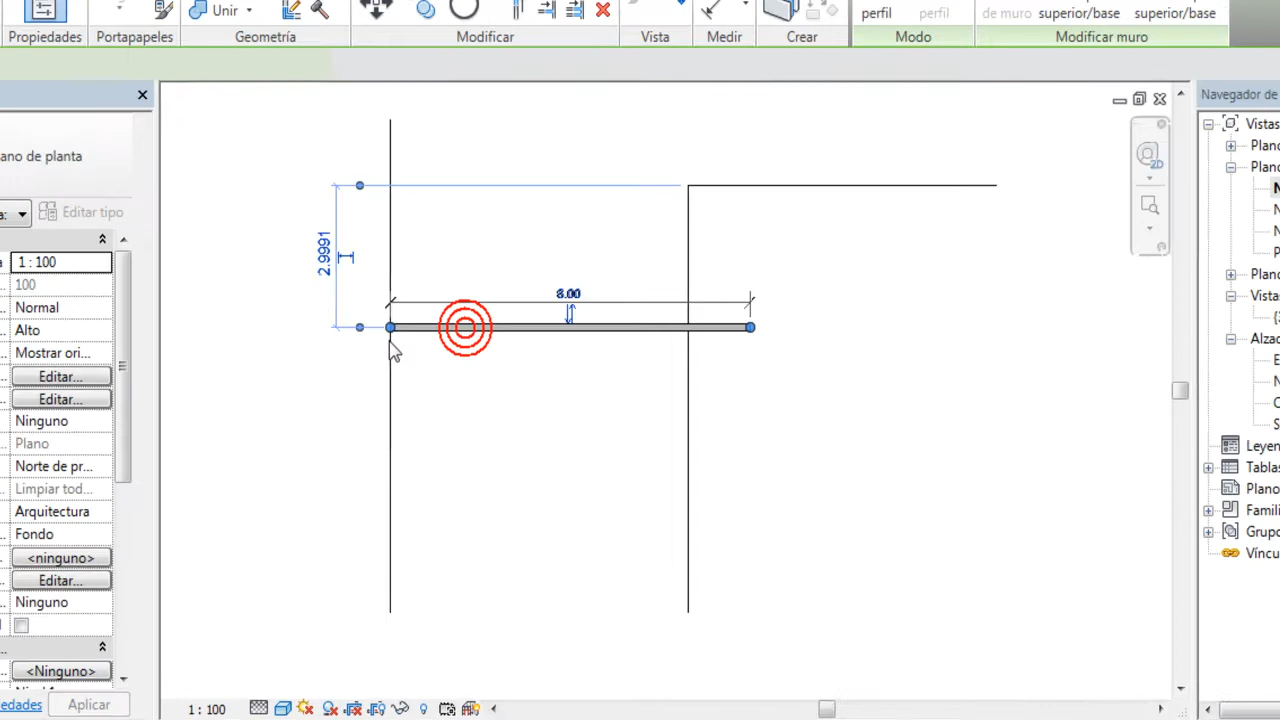 perfil
perfil
de muro
superior/base
superior/base
Unir
Propiedades
Portapapeles
Geometría
Modificar
Vista
Medir
Crear
Modo
Modificar muro
ano de planta
a:
Editar tipo
1 : 100
100
Normal
Alto
Mostrar ori...
Editar...
Editar...
Ninguno
Plano
Norte de pr...
Limpiar tod...
Arquitectura
Fondo
<ninguno>
Editar...
Ninguno
<Ninguno>
edades
Aplicar
2.9991
2D
1 : 100
Navegador de
Vistas
Plano
Plano
N
N
N
P
Plano
Vistas
{3
Alzad
E
N
O
S
Leyen
Tablas
Plano
Famili
Grupo
Víncu